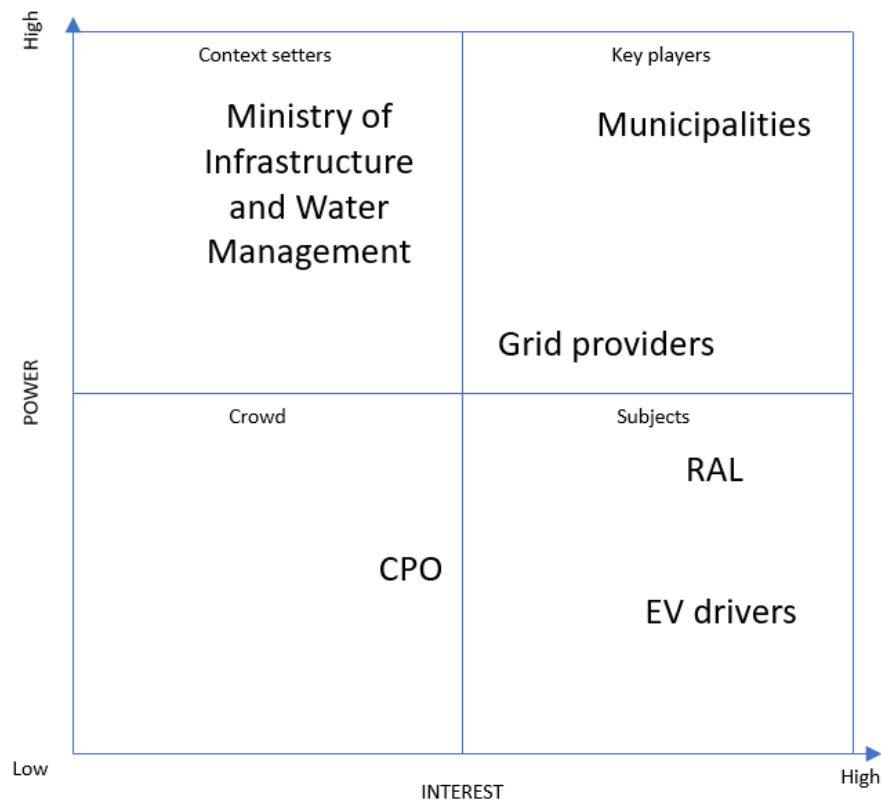 High
Context setters
Key players
Ministry of
Infrastructure
and Water
Management
Municipalities
Grid providers
POWER
Crowd
Subjects
RAL
CPO
EV drivers
Low
High
INTEREST